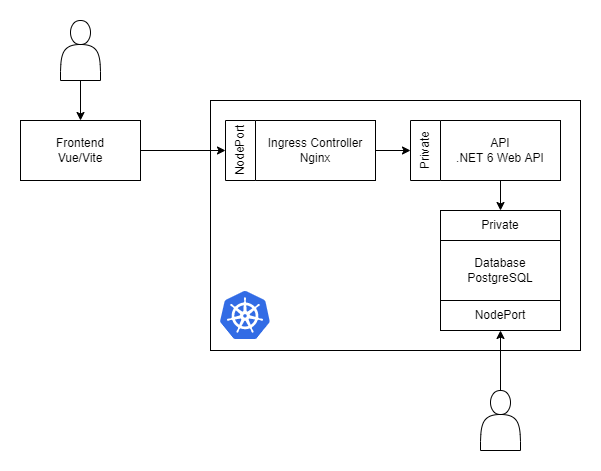 Frontend
Vue/Vite
NodePort
Ingress Controller
Nginx
Private
API
.NET 6 Web API
Private
Database
PostgreSQL
NodePort